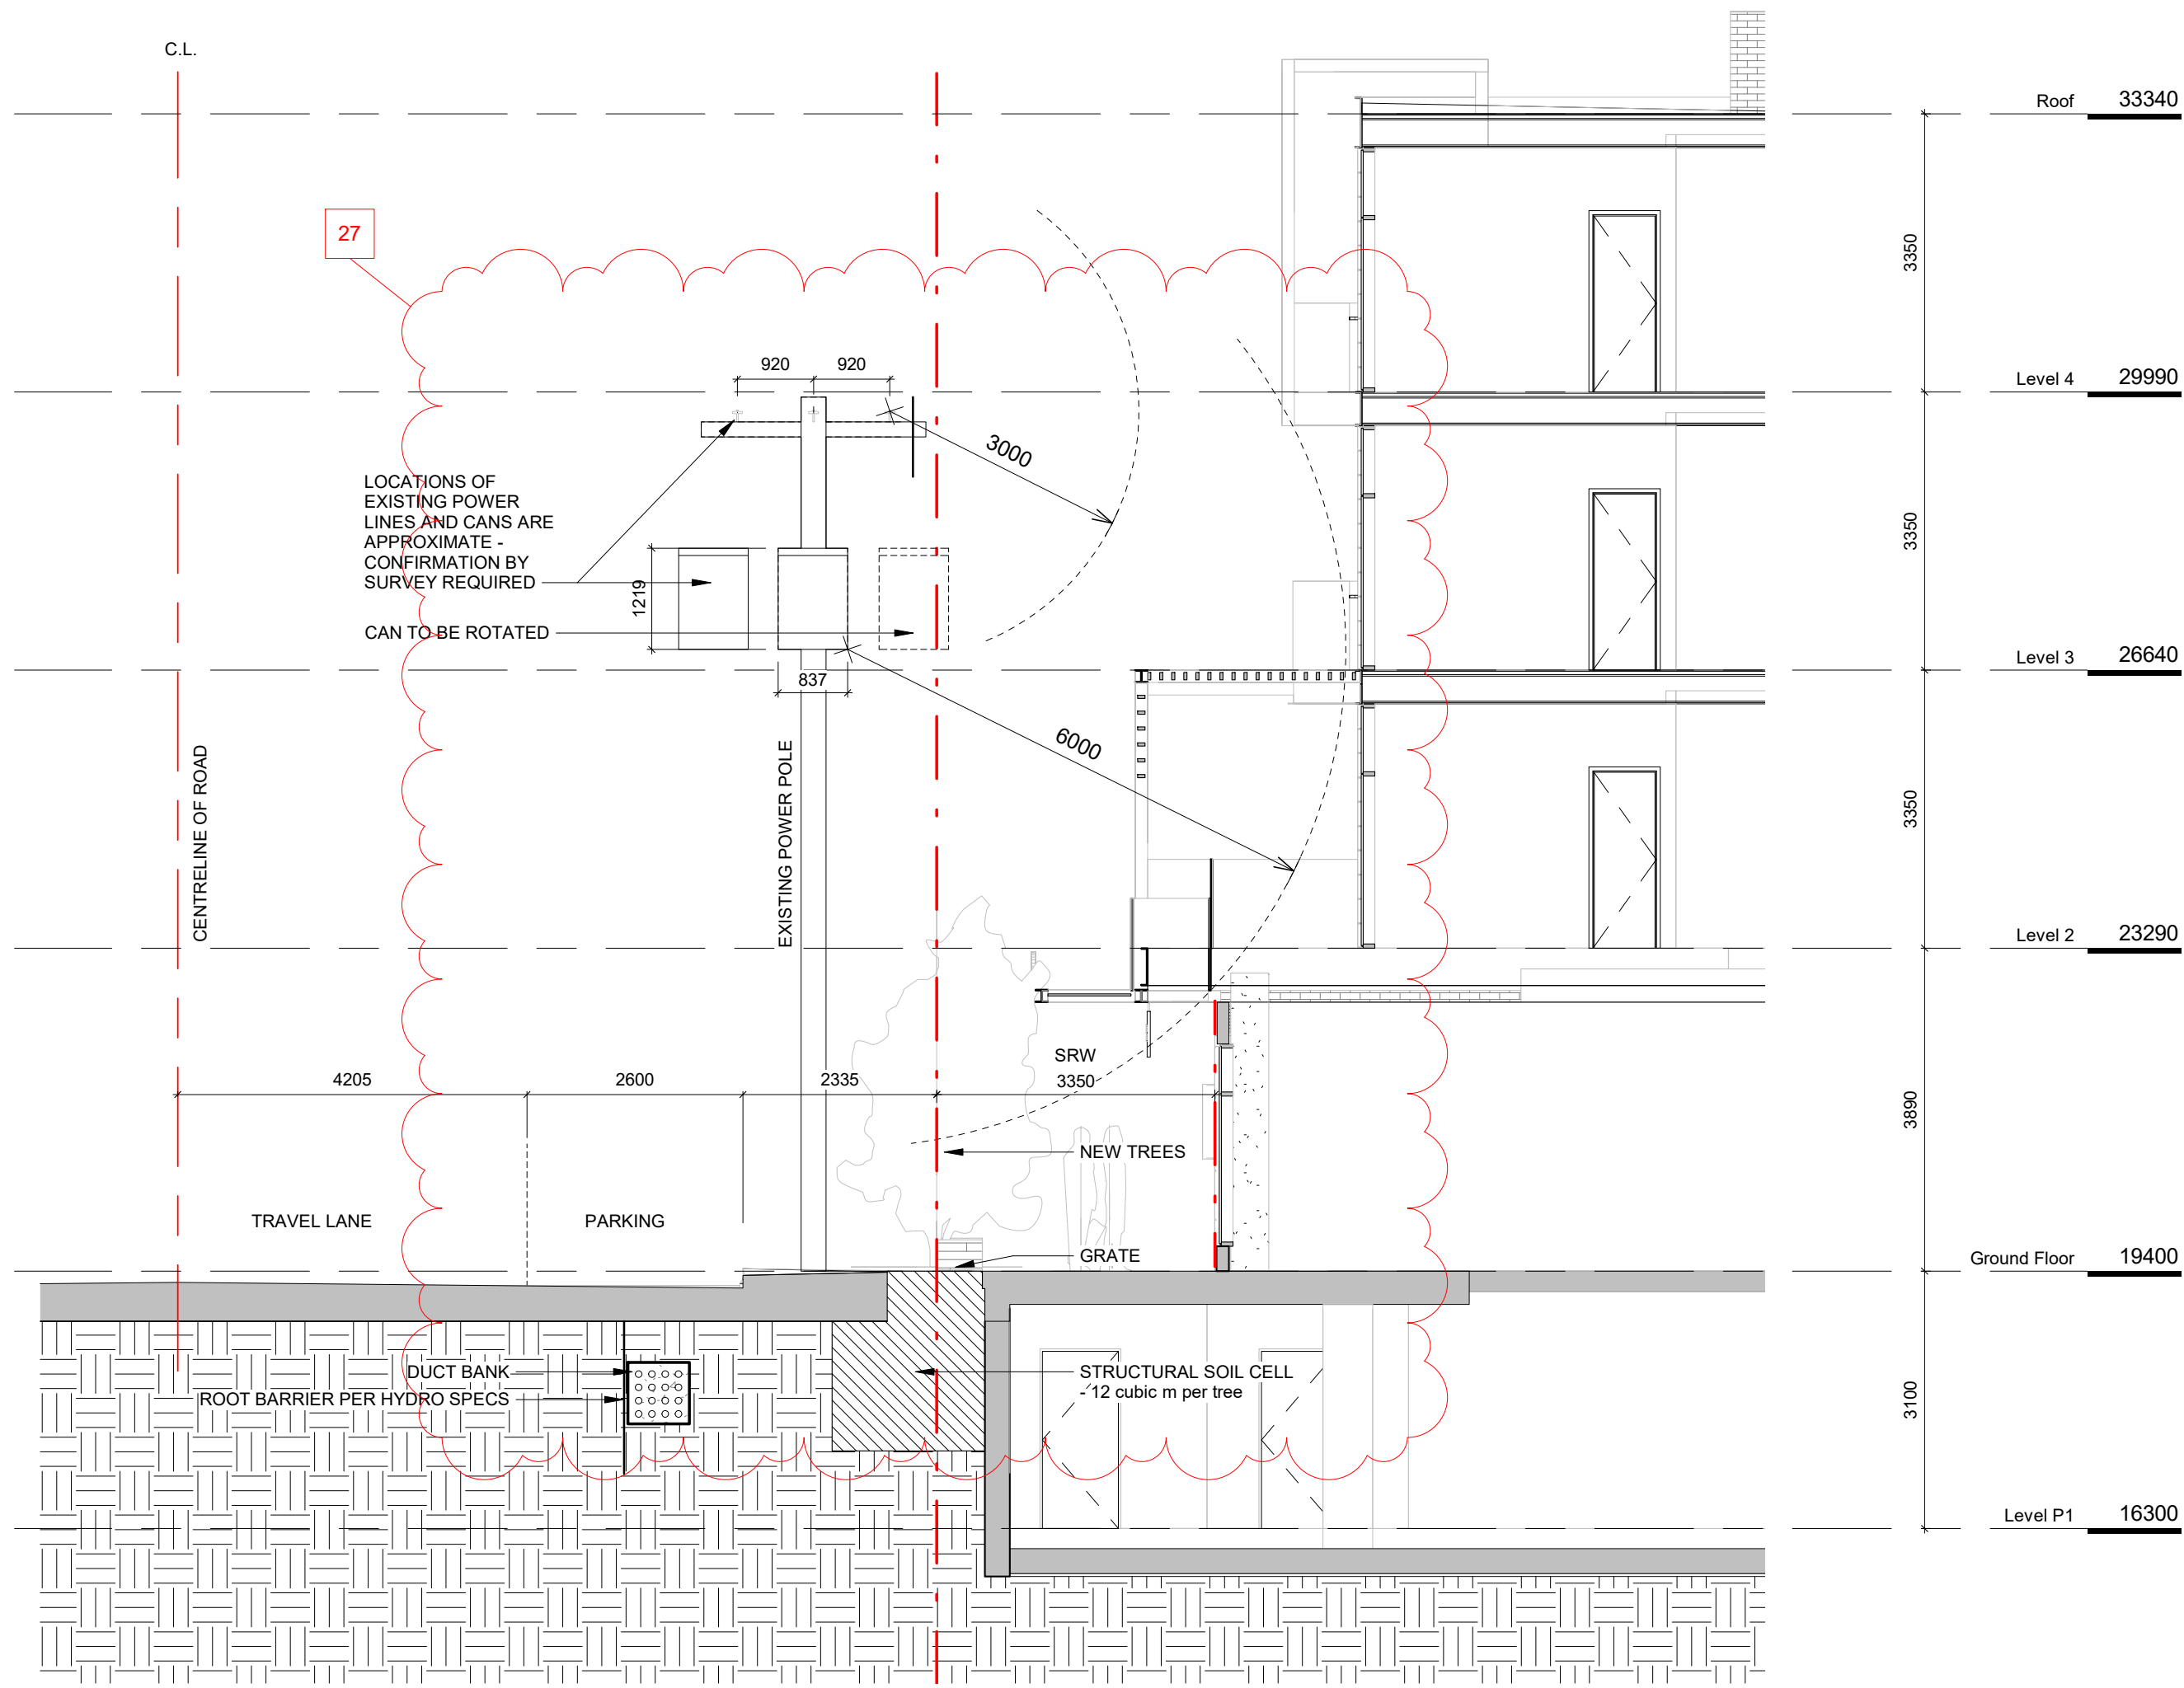 C.L.
Roof 33340
27
3350
920 920
Level 4 29990
3000
LOCATIONS OF
EXISTING POWER
LINES AND CANS ARE
APPROXIMATE -
CONFIRMATION BY
SURVEY REQUIRED
1219
3350
CAN TO BE ROTATED
Level 3 26640
837
6000
CENTRELINE OF ROAD
EXISTING POWER POLE
3350
Level 2 23290
SRW
4205 2600 2335 3350
3890
NEW TREES
TRAVEL LANE PARKING
GRATE
Ground Floor 19400
DUCT BANK
ROOT BARRIER PER HYDRO SPECS
STRUCTURAL SOIL CELL
- 12 cubic m per tree
3100
Level P1 16300